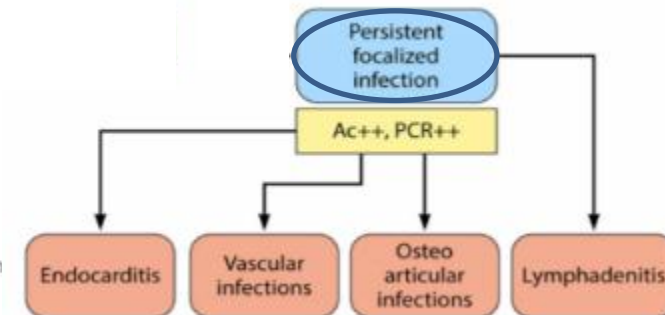 Persistent
focalized
infection
Ac++, PCR++
Endocarditis
Vascular
infections
Osteo
articular
infections
Lymphadenitis